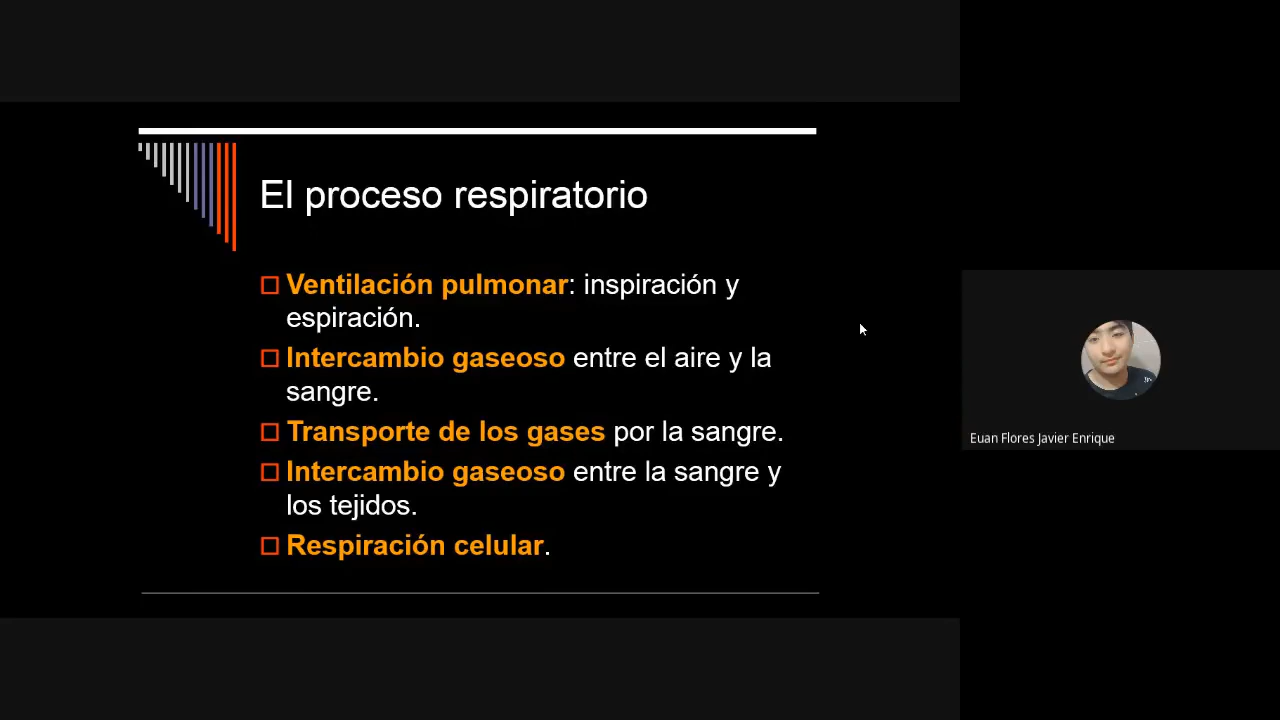 El proceso respiratorio
Ventilación pulmonar: inspiración y
espiración.
Intercambio gaseoso entre el aire y la
sangre.
Transporte de los gases por la sangre.
Intercambio gaseoso entre la sangre y
los tejidos.
Respiración celular.
Euan Flores Javier Enrique